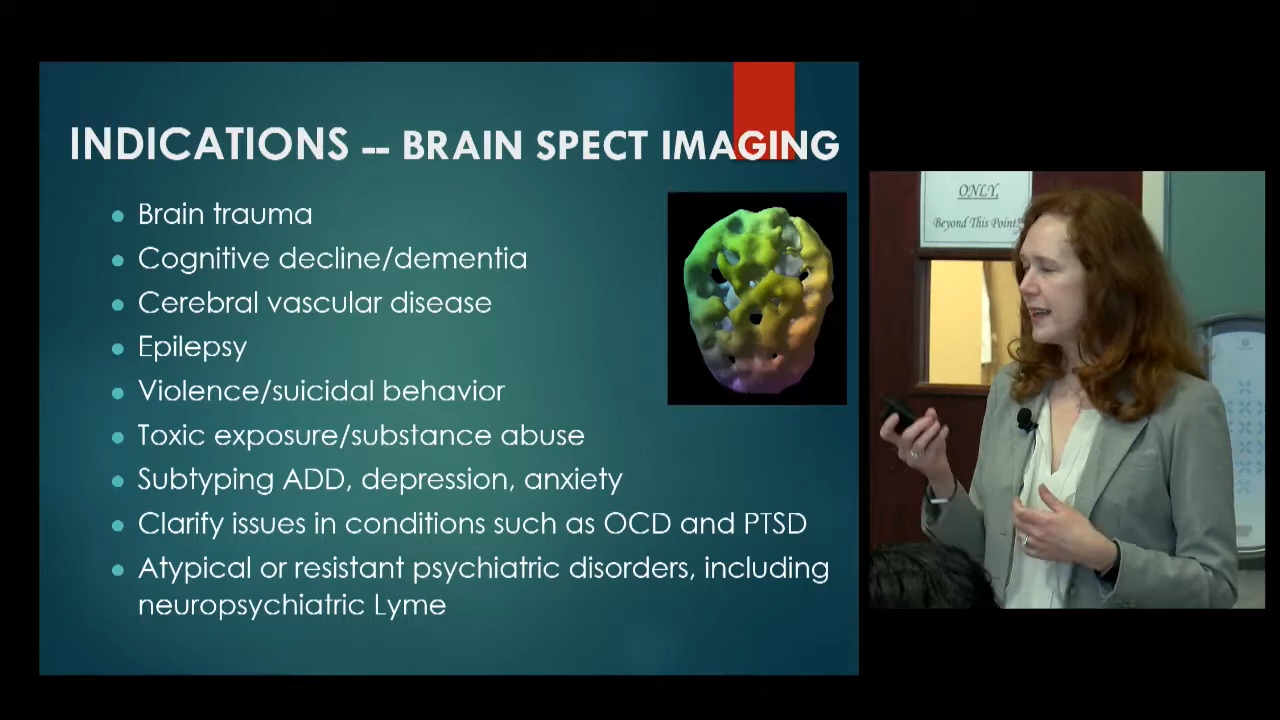 INDICATIONS -- BRAIN SPECT IMAGING
Brain trauma
Cognitive decline/dementia
Cerebral vascular disease
Epilepsy
Violence/suicidal behavior
Toxic exposure/substance abuse
Subtyping ADD, depression, anxiety
Clarify issues in conditions such as OCD and PTSD
Atypical or resistant psychiatric disorders, including
neuropsychiatric Lyme
ONLY,
Beyond This Point!